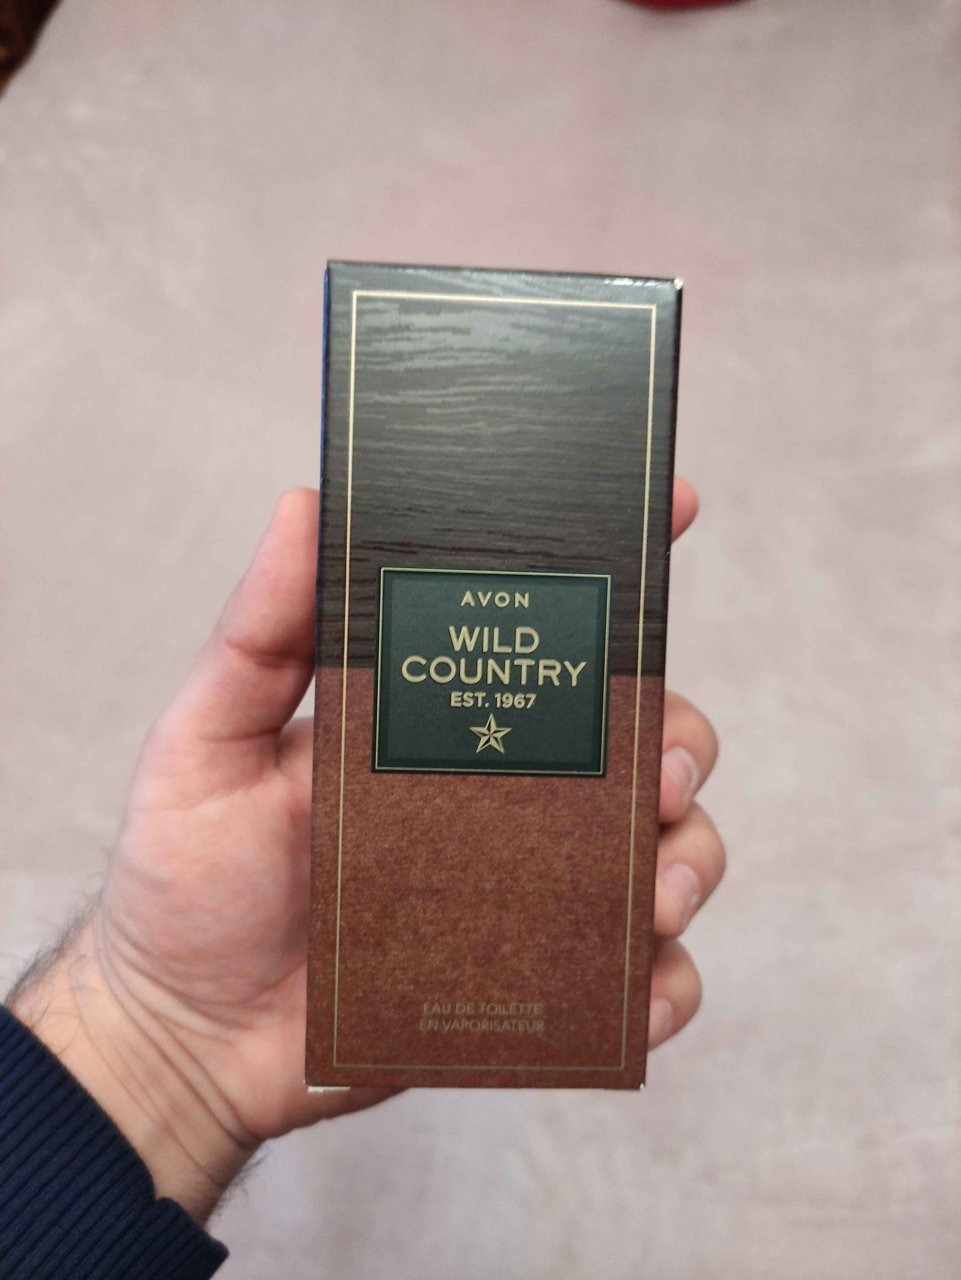 AVON
WILD
COUNTRY
EST. 1967
EAU DE TOILETTE
EN VAPORISATEUR